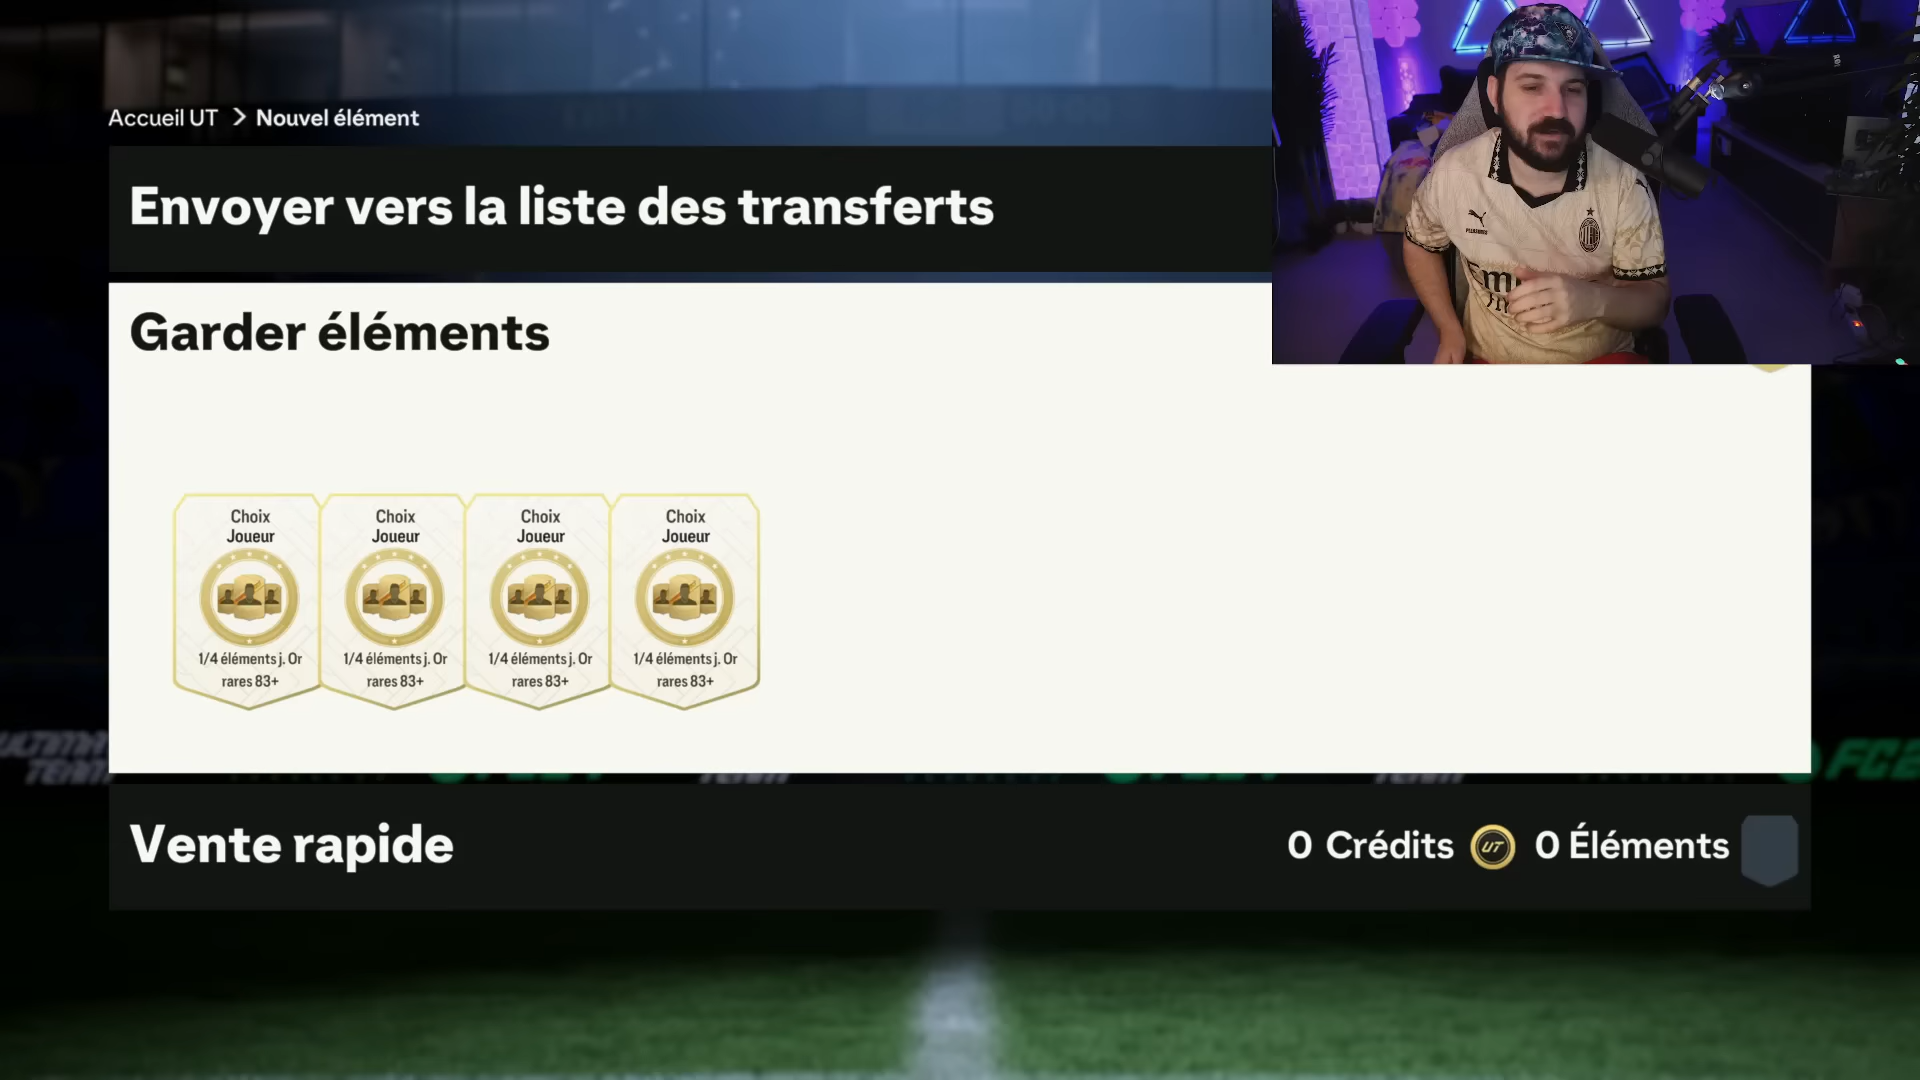 Accueil UT > Nouvel élément
Envoyer vers la liste des transferts
Garder éléments
Choix
Joueur
1/4 éléments j. Or
rares 83+
Choix
Joueur
1/4 éléments j. Or
rares 83+
Choix
Joueur
1/4 éléments j. Or
rares 83+
Choix
Joueur
1/4 éléments j. Or
rares 83+
Vente rapide
0 Crédits UT 0 Éléments
TEAM